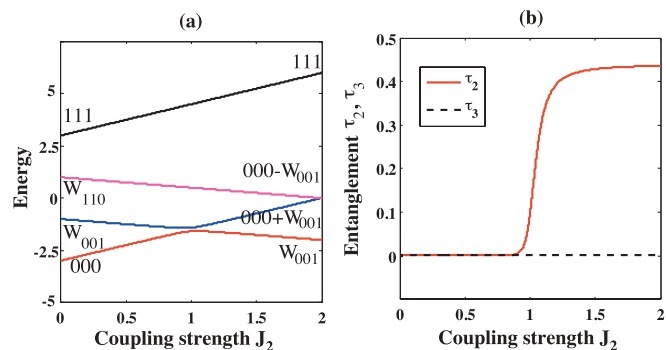 (a)
111
111
5
2.5
0
-2.5
-5
Energy
W110
W001
000
000-W001
000+W001
W001
0 0.5 1 1.5 2
Coupling strength J2
(b)
0.5
0.4
0.3
0.2
0.1
0
Entanglement τ2, τ3
τ2
τ3
0 0.5 1 1.5 2
Coupling strength J2